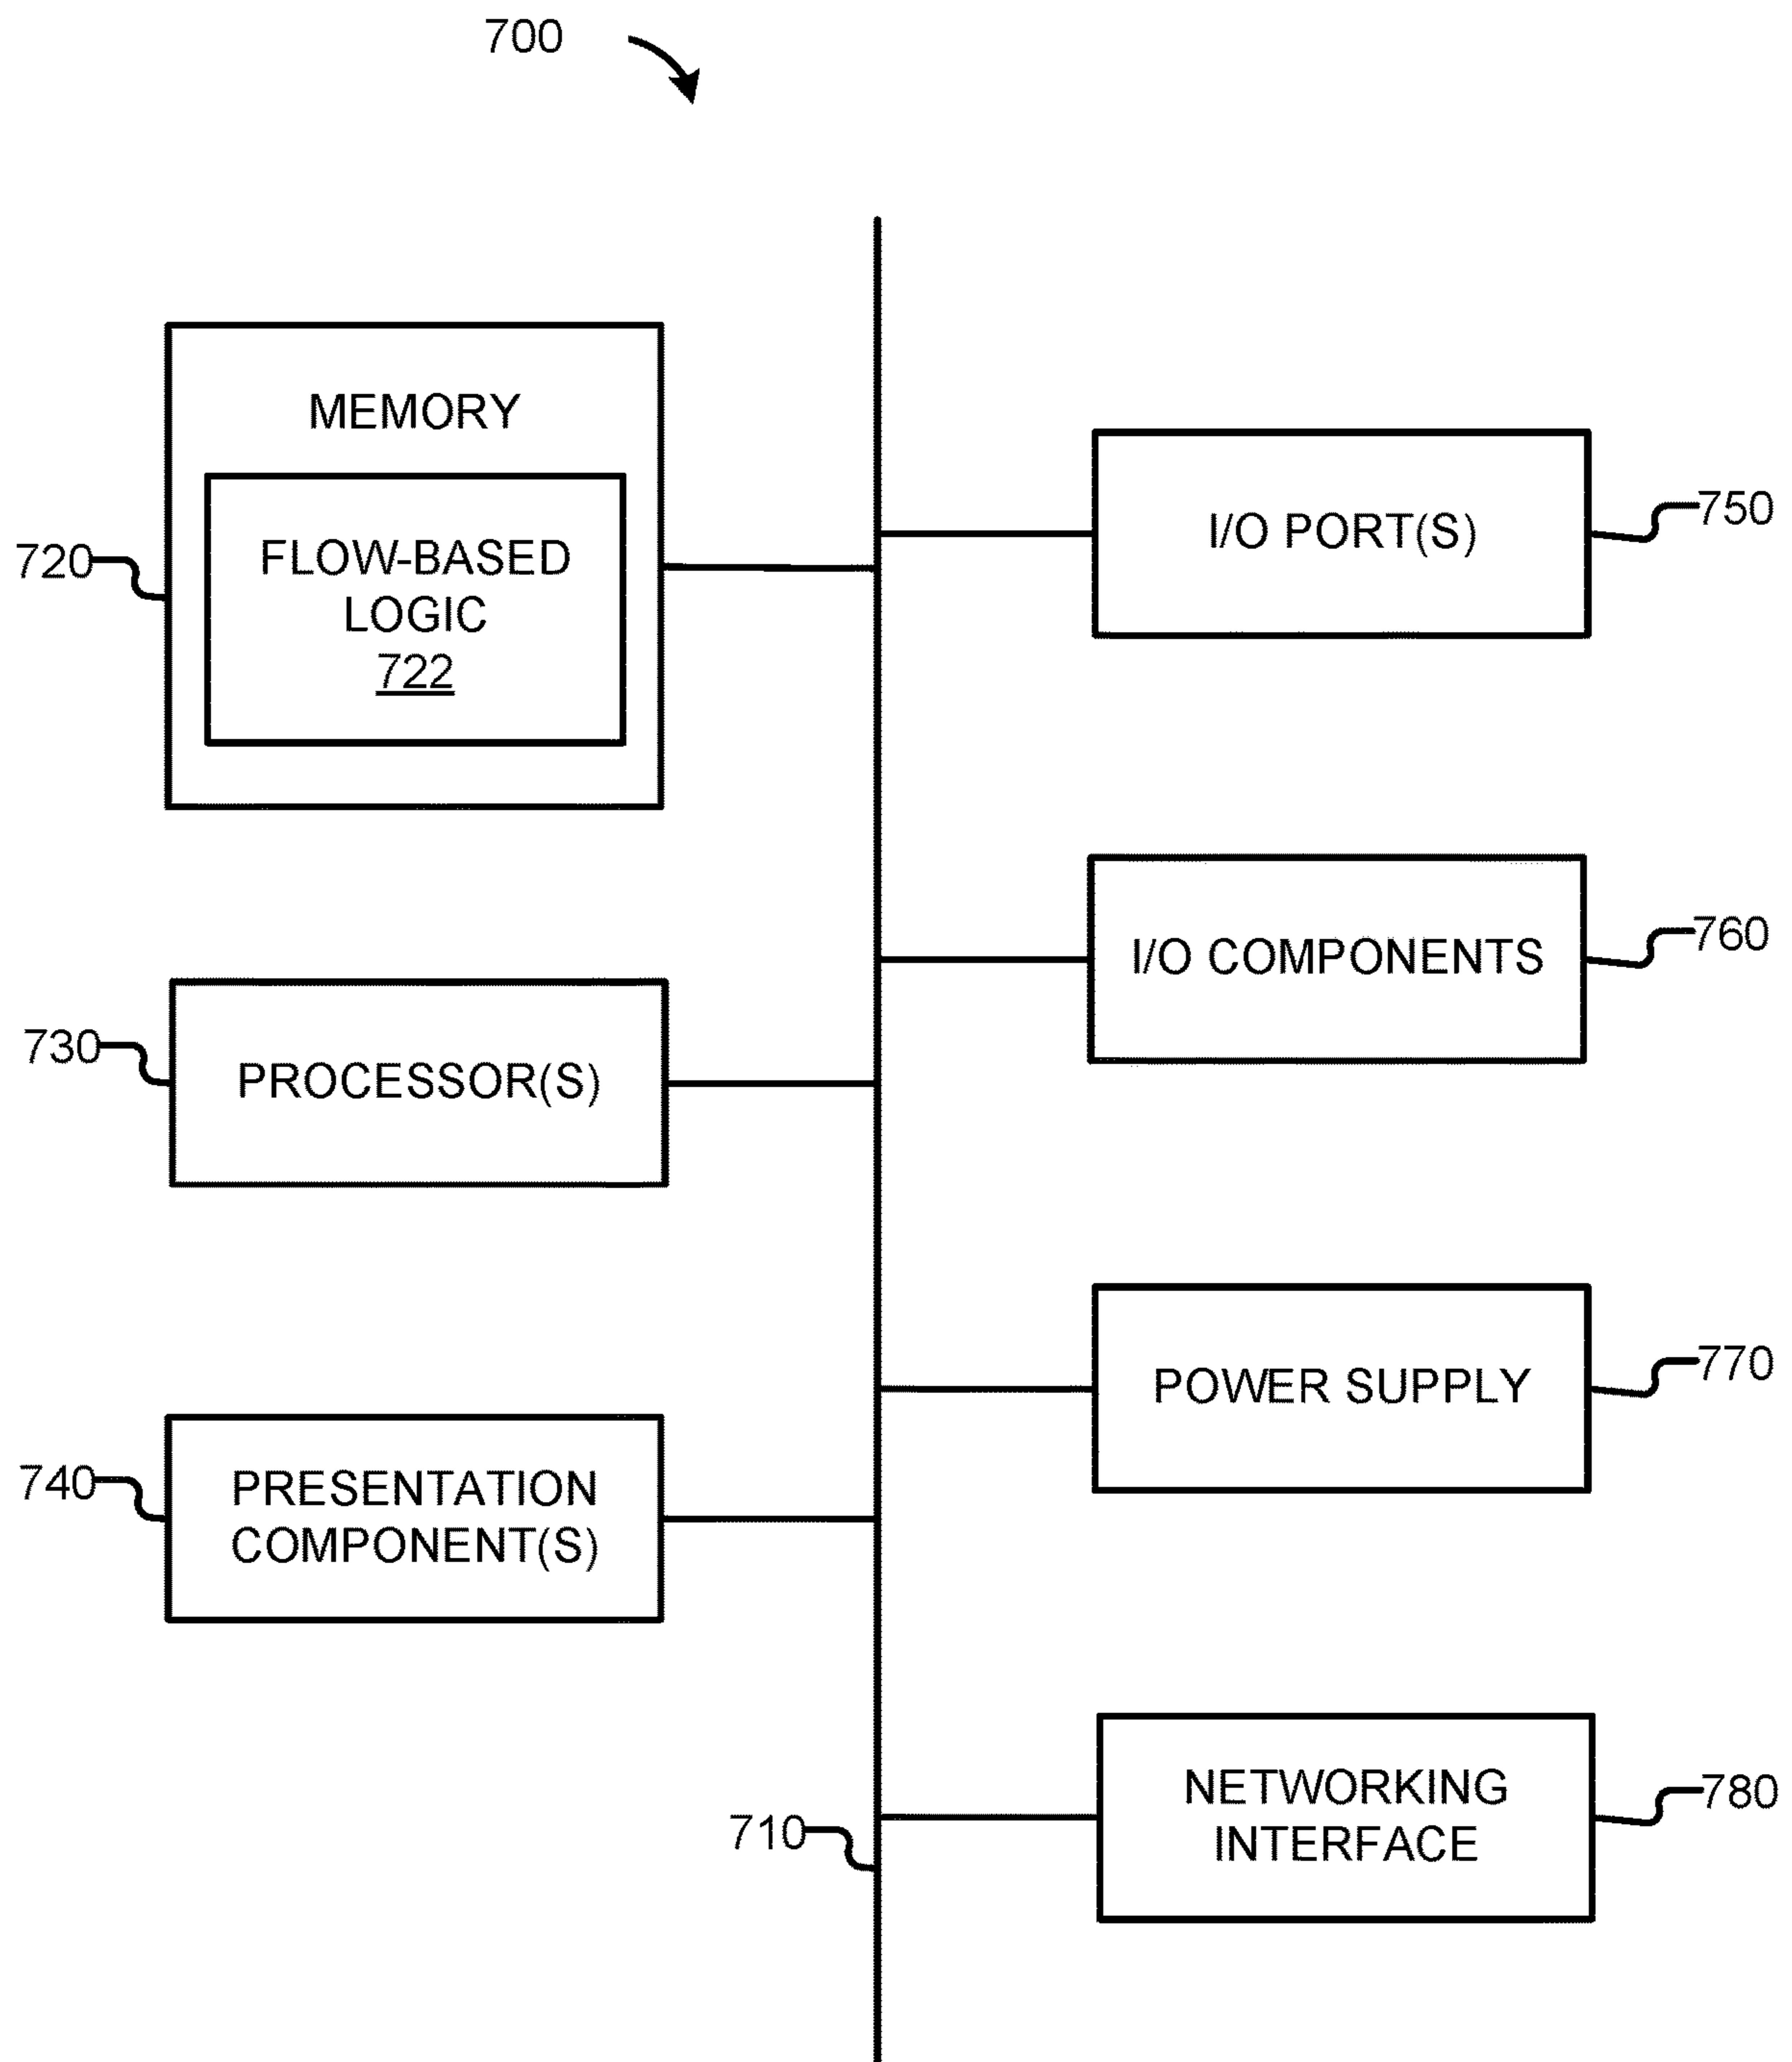 700
MEMORY
FLOW-BASED
LOGIC
722
720
PROCESSOR(S)
730
PRESENTATION
COMPONENT(S)
740
710
I/O PORT(S)
750
I/O COMPONENTS
760
POWER SUPPLY
770
NETWORKING
INTERFACE
780